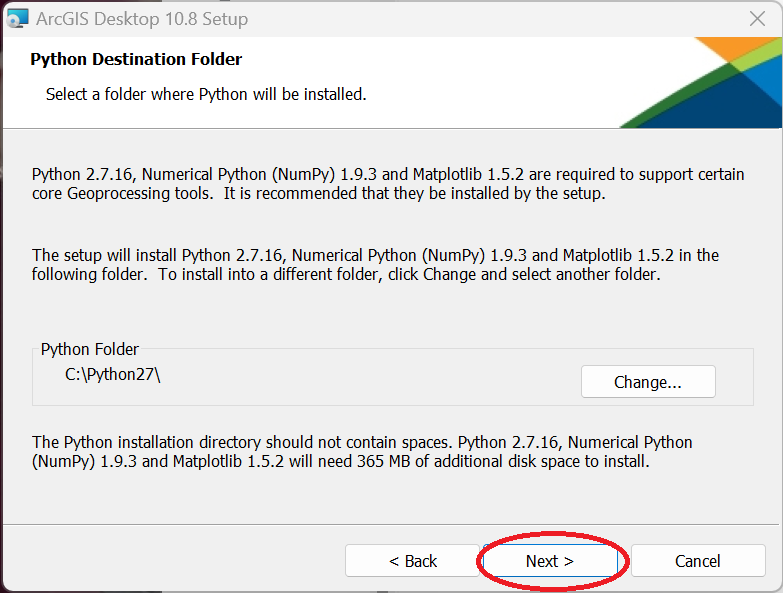 ArcGIS Desktop 10.8 Setup
Python Destination Folder
Select a folder where Python will be installed.
Python 2.7.16, Numerical Python (NumPy) 1.9.3 and Matplotlib 1.5.2 are required to support certain
core Geoprocessing tools.  It is recommended that they be installed by the setup.
The setup will install Python 2.7.16, Numerical Python (NumPy) 1.9.3 and Matplotlib 1.5.2 in the
following folder.  To install into a different folder, click Change and select another folder.
Python Folder
C:\Python27\
Change...
The Python installation directory should not contain spaces. Python 2.7.16, Numerical Python
(NumPy) 1.9.3 and Matplotlib 1.5.2 will need 365 MB of additional disk space to install.
< Back
Next >
Cancel